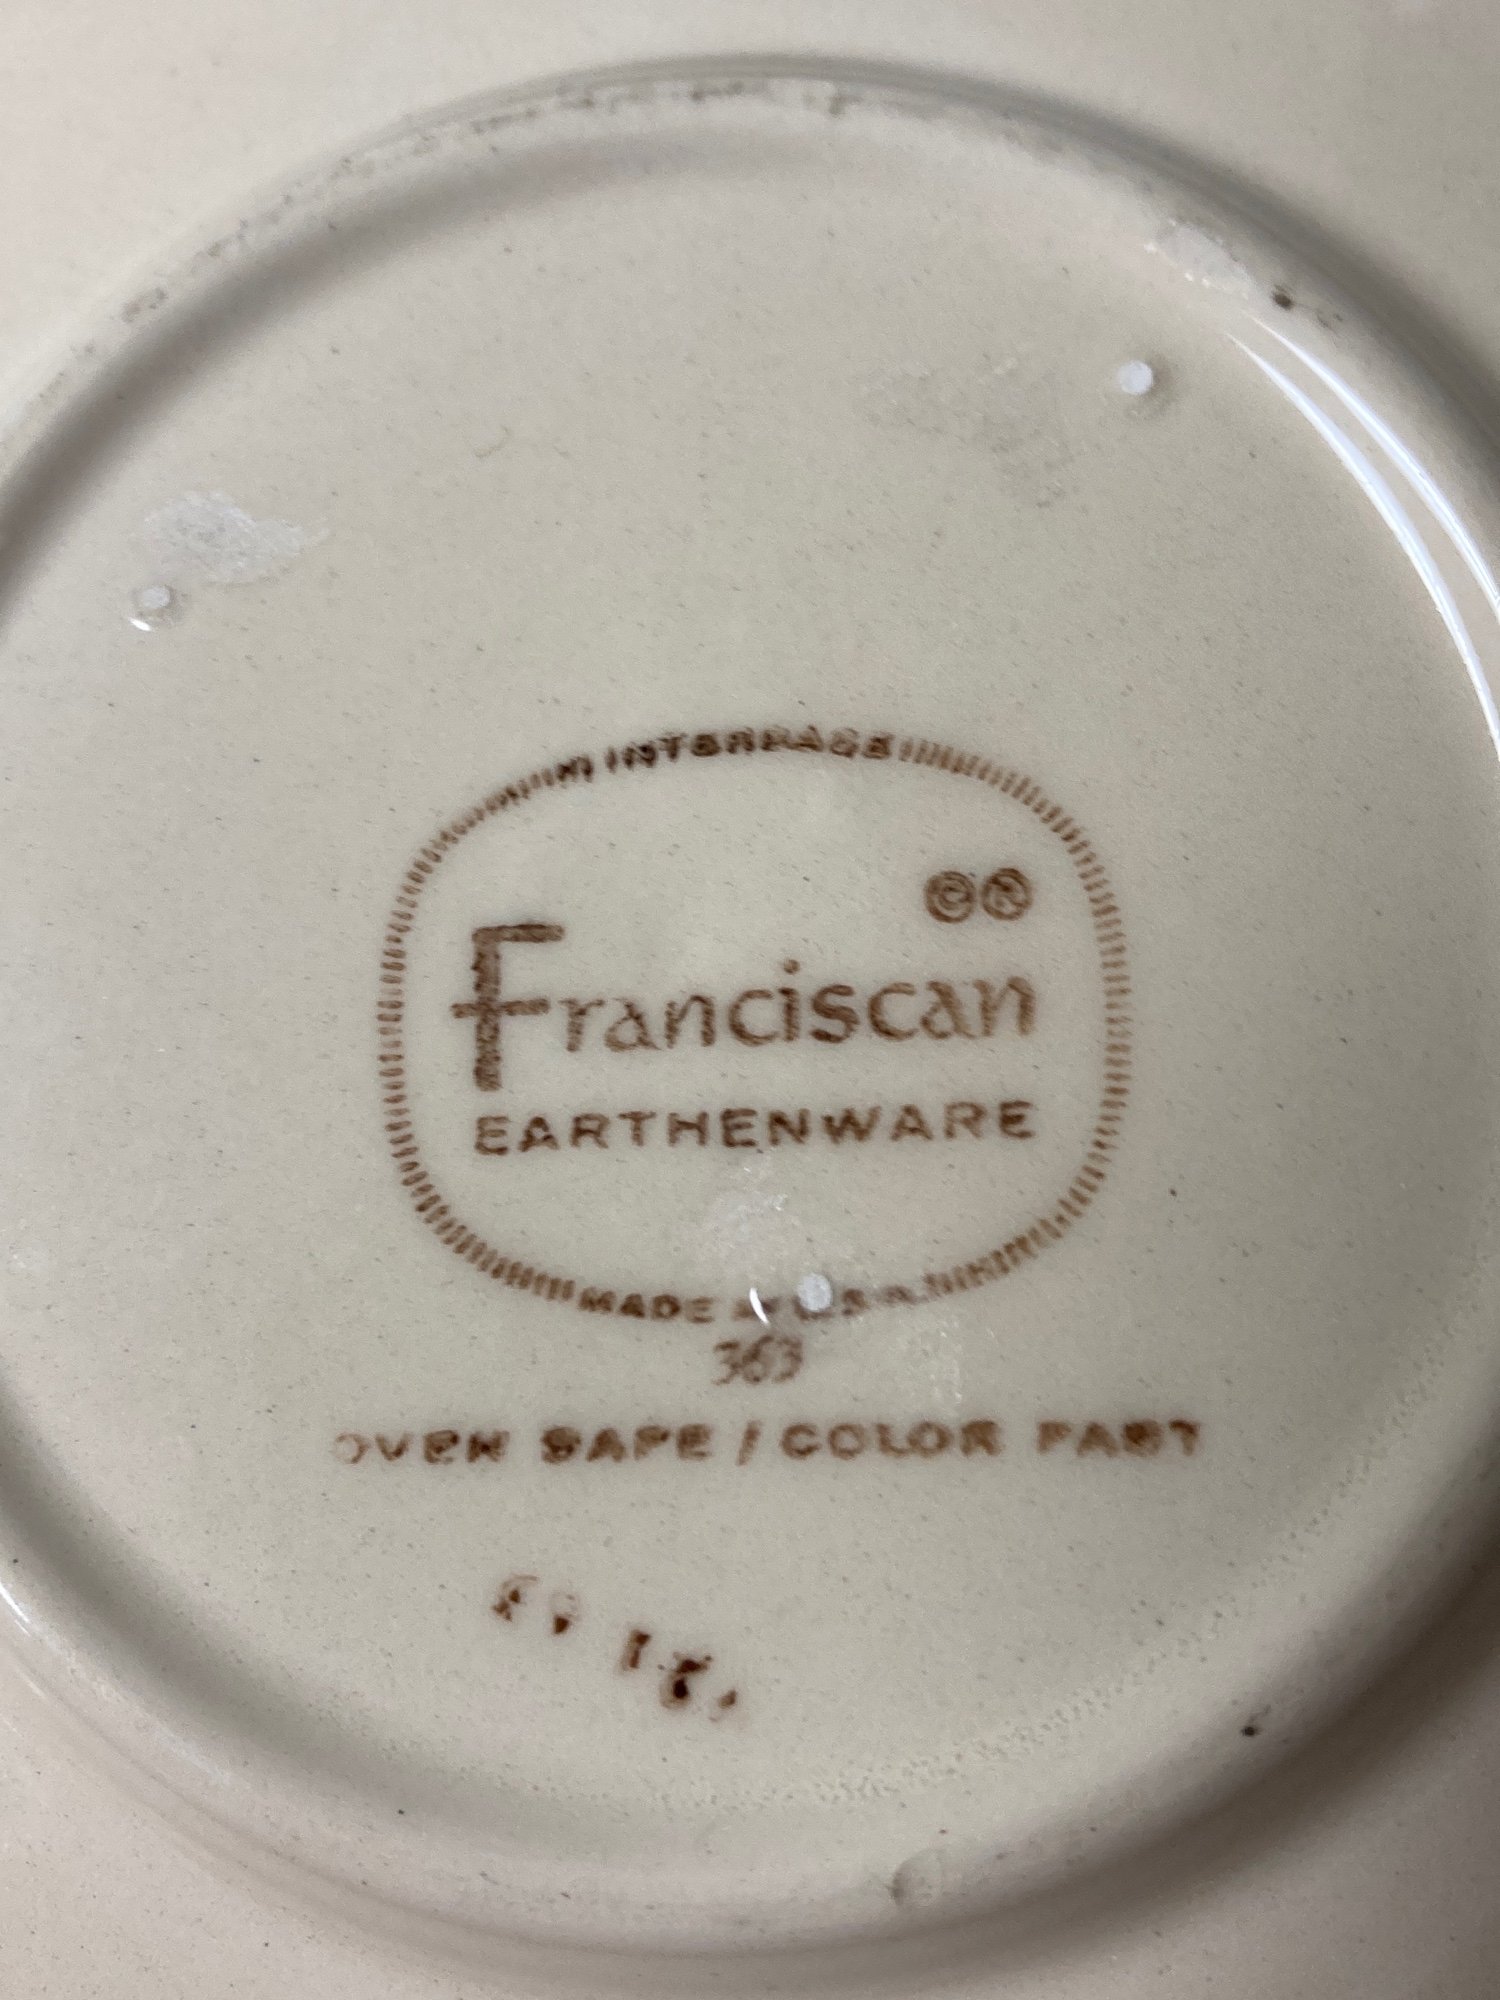 INTERPACE
©®
Franciscan
EARTHENWARE
MADE IN U.S.A.
363
OVEN SAFE / COLOR FAST